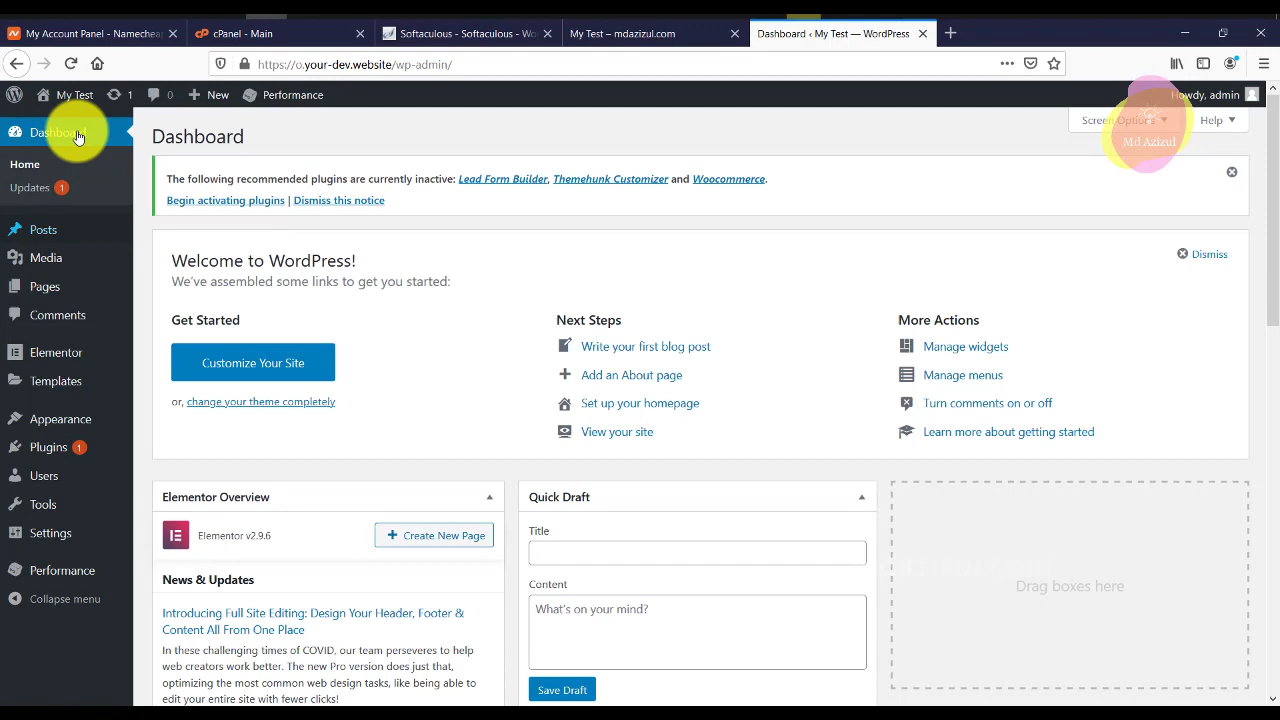 My Account Panel - Namecheap
cPanel - Main
Softaculous - Softaculous - Wo
My Test – mdazizul.com
Dashboard ‹ My Test — WordPress
https://o.your-dev.website/wp-admin/
My Test
1
0
New
Performance
Howdy, admin
Dashboard
Home
Updates 1
Posts
Media
Pages
Comments
Elementor
Templates
Appearance
Plugins 1
Users
Tools
Settings
Performance
Collapse menu
Dashboard
Screen Options
Help
Md Azizul
The following recommended plugins are currently inactive: Lead Form Builder, Themehunk Customizer and Woocommerce.
Begin activating plugins | Dismiss this notice
Welcome to WordPress!
Dismiss
We've assembled some links to get you started:
Get Started
Customize Your Site
or, change your theme completely
Next Steps
Write your first blog post
Add an About page
Set up your homepage
View your site
More Actions
Manage widgets
Manage menus
Turn comments on or off
Learn more about getting started
Elementor Overview
Elementor v2.9.6
Create New Page
News & Updates
Introducing Full Site Editing: Design Your Header, Footer &
Content All From One Place
In these challenging times of COVID, our team perseveres to help
web creators work better. The new Pro version does just that,
optimizing the most common web design tasks, like being able to
edit your entire site with fewer clicks!
Quick Draft
Title
Content
What's on your mind?
Save Draft
Drag boxes here